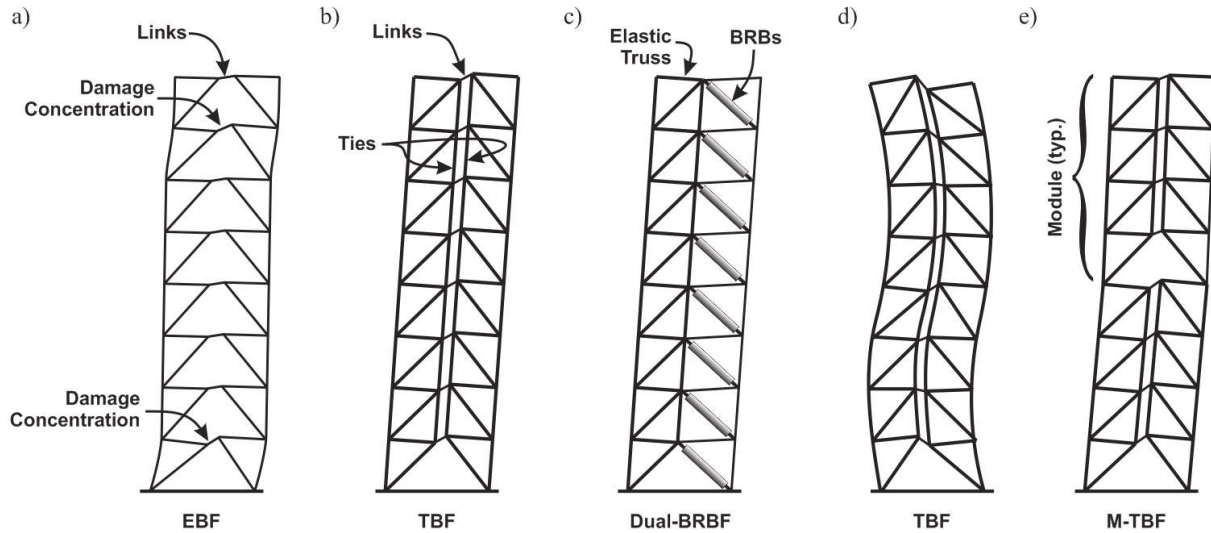 a)
b)
c)
d)
e)
Links
Damage
Concentration
Damage
Concentration
EBF
Links
Ties
TBF
Elastic
Truss
BRBs
Dual-BRBF
TBF
Module (typ.)
M-TBF